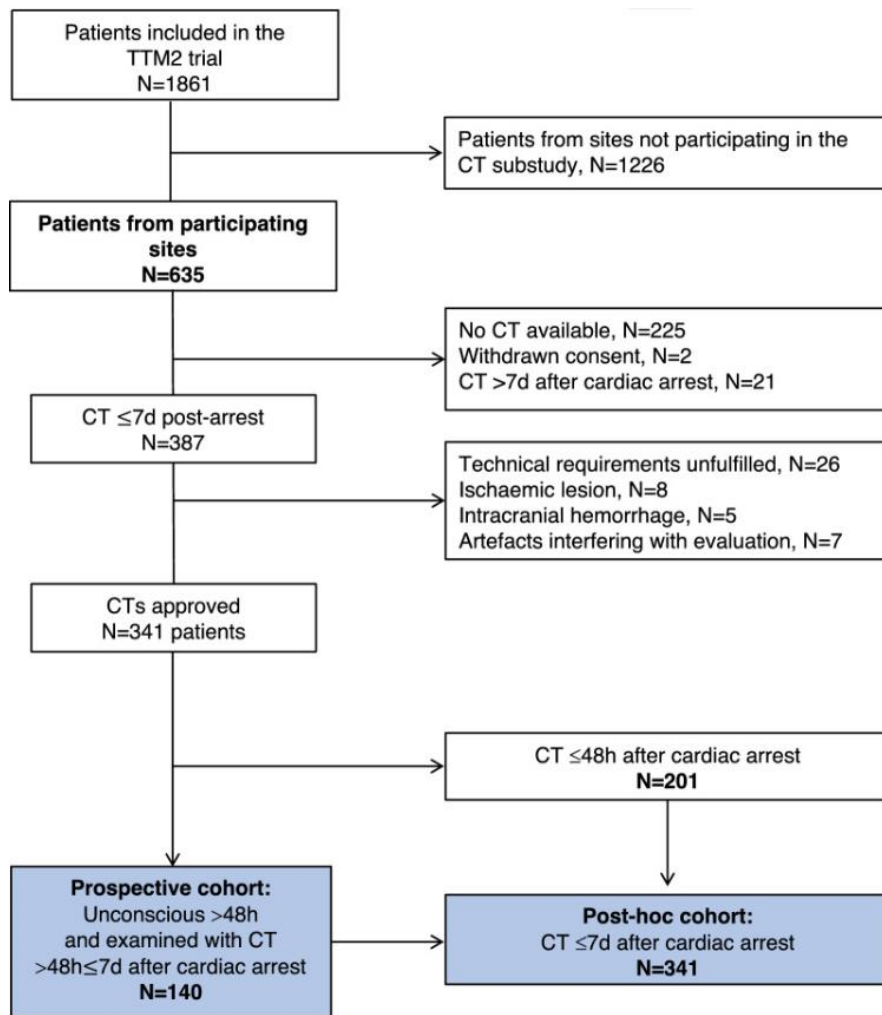 Patients included in the
TTM2 trial
N=1861
Patients from sites not participating in the
CT substudy, N=1226
Patients from participating
sites
N=635
No CT available, N=225
Withdrawn consent, N=2
CT >7d after cardiac arrest, N=21
CT ≤7d post-arrest
N=387
Technical requirements unfulfilled, N=26
Ischaemic lesion, N=8
Intracranial hemorrhage, N=5
Artefacts interfering with evaluation, N=7
CTs approved
N=341 patients
CT ≤48h after cardiac arrest
N=201
Prospective cohort:
Unconscious >48h
and examined with CT
>48h≤7d after cardiac arrest
N=140
Post-hoc cohort:
CT ≤7d after cardiac arrest
N=341